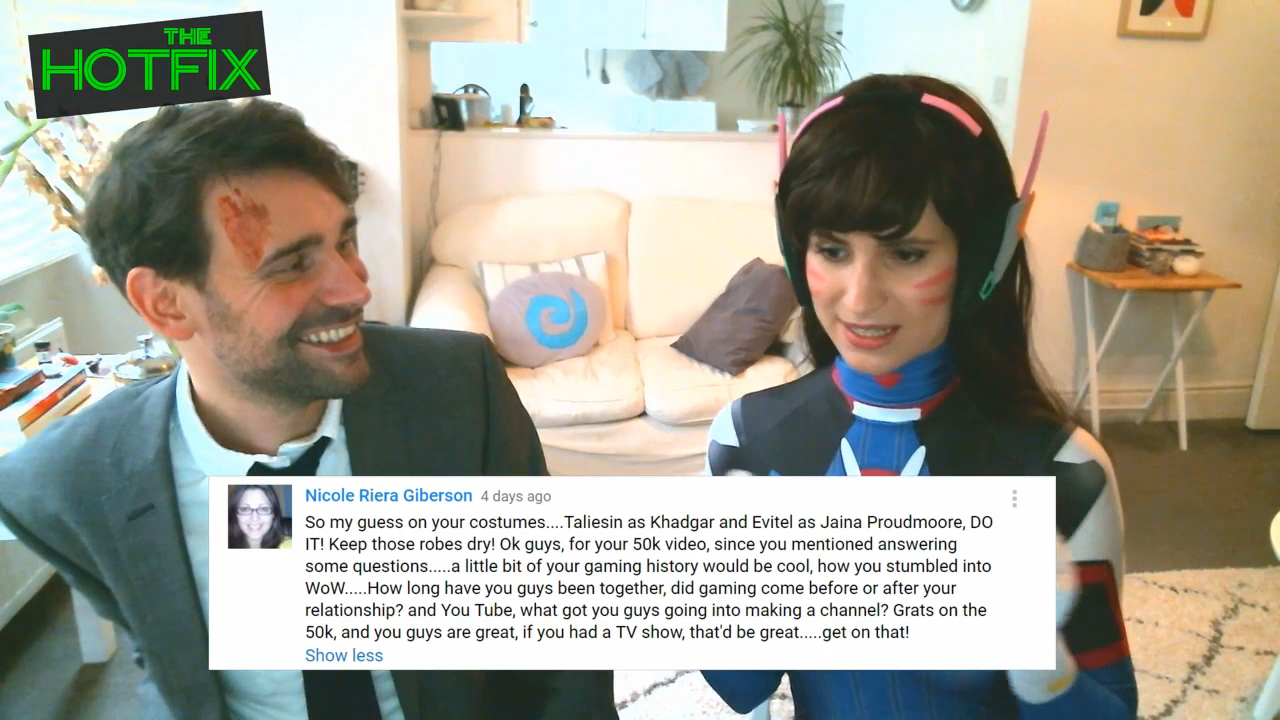 THE
HOTFIX
Nicole Riera Giberson 4 days ago
So my guess on your costumes....Taliesin as Khadgar and Evitel as Jaina Proudmoore, DO
IT! Keep those robes dry! Ok guys, for your 50k video, since you mentioned answering
some questions.....a little bit of your gaming history would be cool, how you stumbled into
WoW.....How long have you guys been together, did gaming come before or after your
relationship? and You Tube, what got you guys going into making a channel? Grats on the
50k, and you guys are great, if you had a TV show, that'd be great.....get on that!
Show less